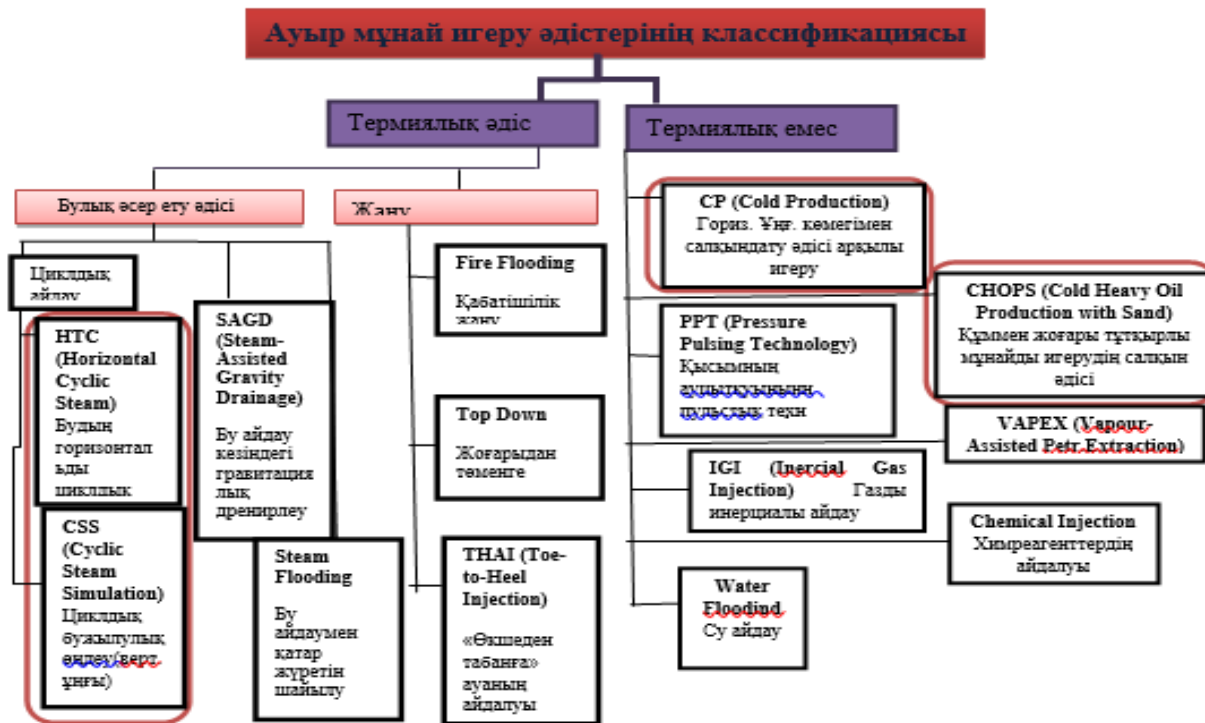 Ауыр мұнай игеру әдістерінің классификациясы
Термиялық әдіс
Термиялық емес
Булық әсер ету әдісі
Жану
Циклдық
айдау
HTC
(Horizontal
Cyclic
Steam)
Будың
горизонтал
ьды
циклдык
CSS
(Cyclic
Steam
Simulation)
Циклдық
бужылулық
өңдеу(верт.
ұңғы)
SAGD
(Steam-
Assisted
Gravity
Drainage)
Бу айдау
кезіндегі
гравитация
лық
дренирлеу
Steam
Flooding
Бу
айдаумен
қатар
жүретін
шайылу
Fire Flooding
Қабатішілік
жану
Top Down
Жоғарыдан
төменге
THAI (Toe-
to-Heel
Injection)
«Өкшеден
табанға»
ауаның
айдалуы
CP (Cold Production)
Гориз. Ұңғ. көмегімен
салқындату әдісі арқылы
игеру
PPT (Pressure
Pulsing Technology)
Қысымның
ауытқуынынң
пульстык техн
IGI (Inercial Gas
Injection) Газды
инерциалы айдау
Water
Floodind
Су айдау
CHOPS (Cold Heavy Oil
Production with Sand)
Құммен жоғары тұтқырлы
мұнайды игерудің салқын
әдісі
VAPEX (Vapour-
Assisted Petr.Extraction)
Chemical Injection
Химреагенттердің
айдалуы